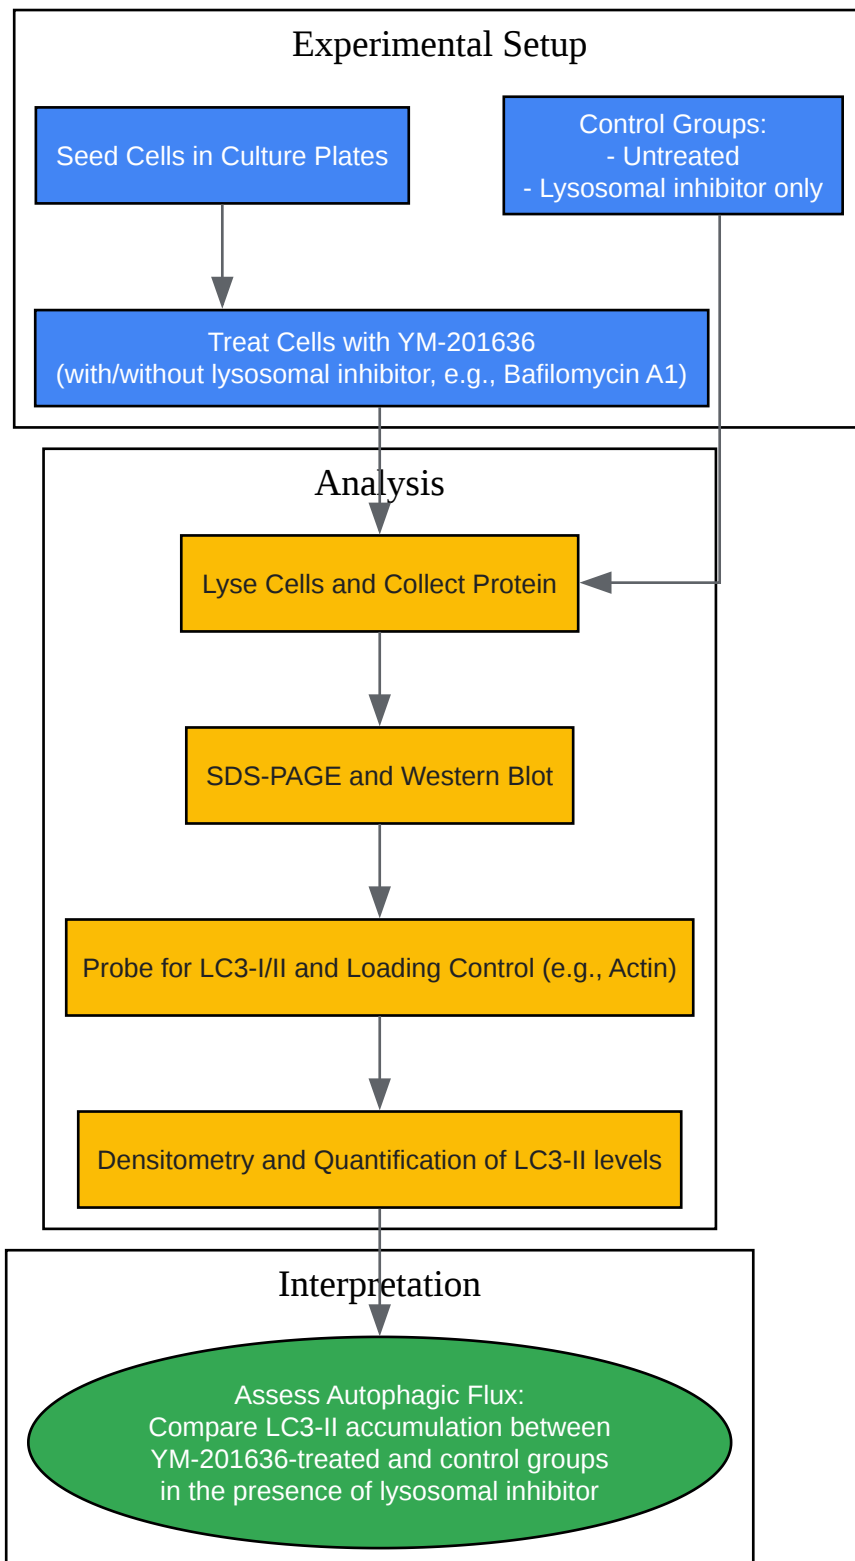 Experimental Setup
Seed Cells in Culture Plates
Control Groups:
- Untreated
- Lysosomal inhibitor only
Treat Cells with YM-201636
(with/without lysosomal inhibitor, e.g., Bafilomycin A1)
Analysis
Lyse Cells and Collect Protein
SDS-PAGE and Western Blot
Probe for LC3-I/II and Loading Control (e.g., Actin)
Densitometry and Quantification of LC3-II levels
Interpretation
Assess Autophagic Flux:
Compare LC3-II accumulation between
YM-201636-treated and control groups
in the presence of lysosomal inhibitor